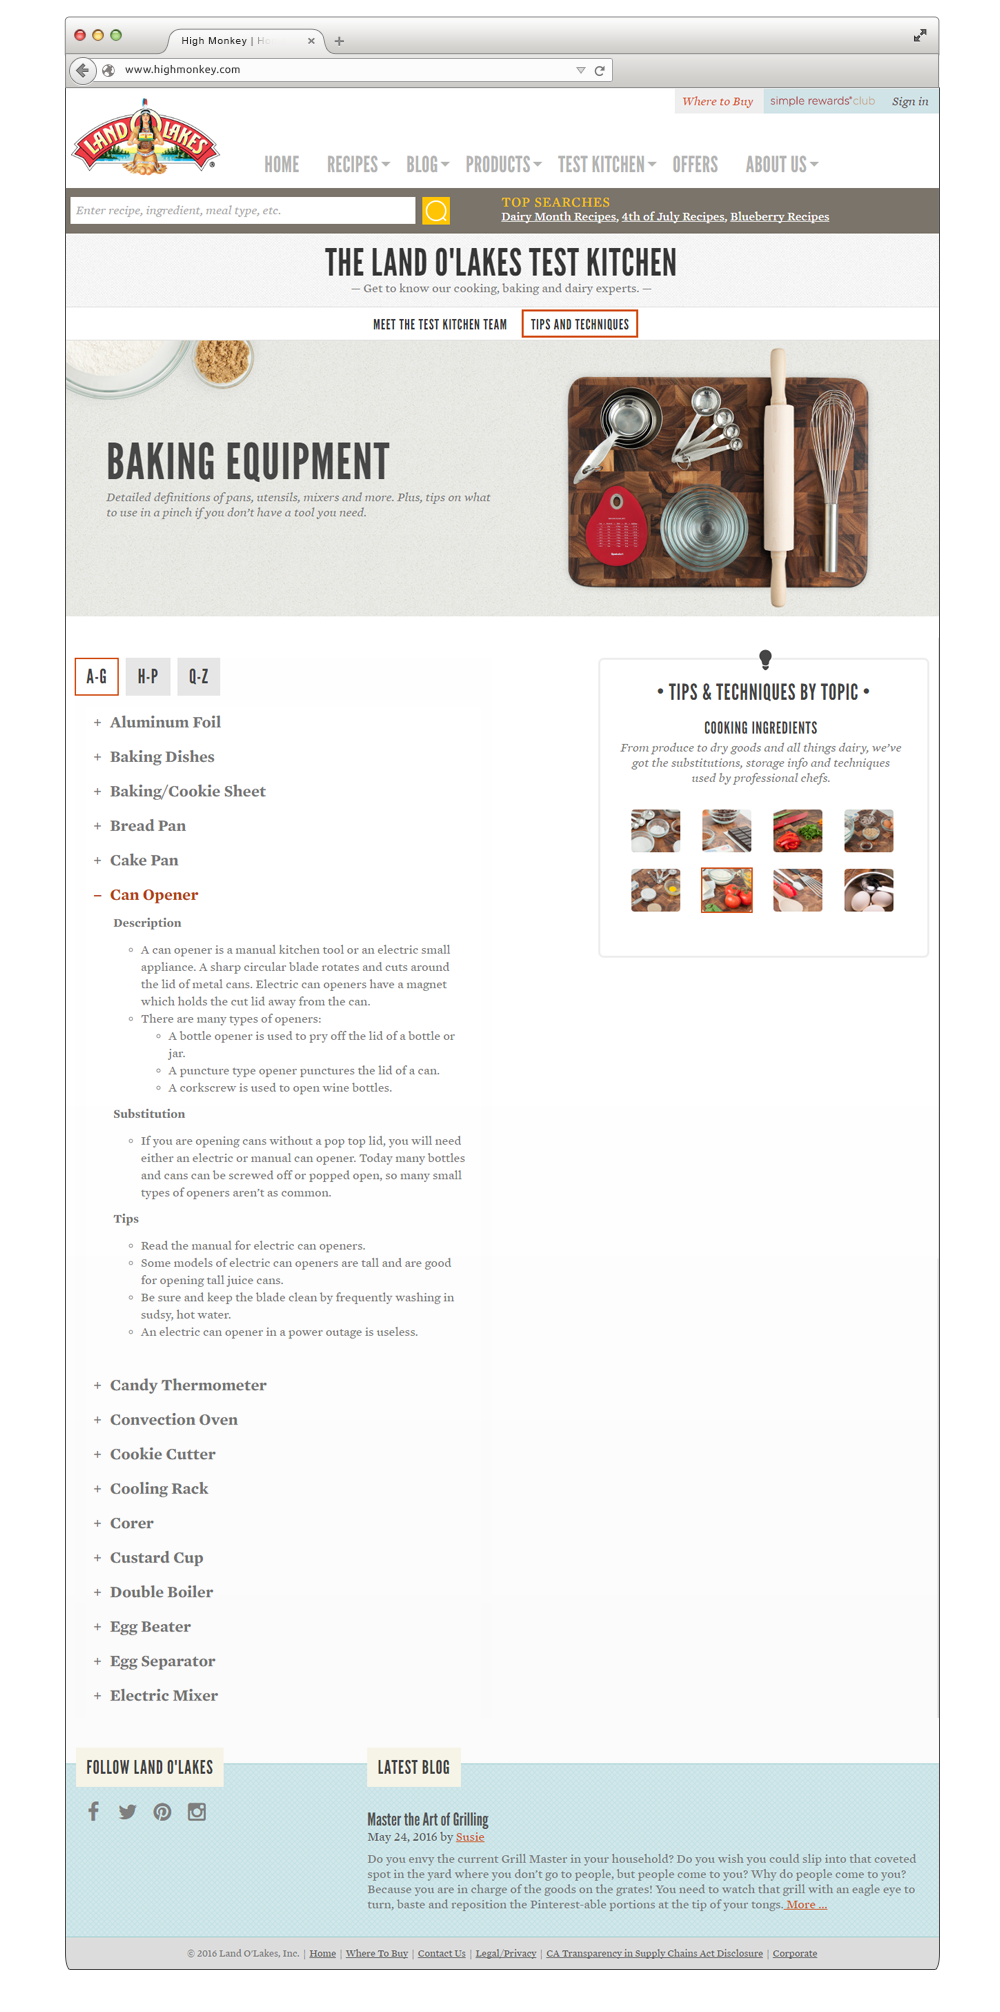 High Monkey | Ho
www.highmonkey.com
Where to Buy
simple rewards® club
Sign in
LAND O LAKES ®
HOME
RECIPES
BLOG
PRODUCTS
TEST KITCHEN
OFFERS
ABOUT US
Enter recipe, ingredient, meal type, etc.
TOP SEARCHES
Dairy Month Recipes, 4th of July Recipes, Blueberry Recipes
THE LAND O'LAKES TEST KITCHEN
— Get to know our cooking, baking and dairy experts. —
MEET THE TEST KITCHEN TEAM
TIPS AND TECHNIQUES
BAKING EQUIPMENT
Detailed definitions of pans, utensils, mixers and more. Plus, tips on what
to use in a pinch if you don't have a tool you need.
A-G
H-P
Q-Z
+ Aluminum Foil
+ Baking Dishes
+ Baking/Cookie Sheet
+ Bread Pan
+ Cake Pan
– Can Opener
Description
◦ A can opener is a manual kitchen tool or an electric small
appliance. A sharp circular blade rotates and cuts around
the lid of metal cans. Electric can openers have a magnet
which holds the cut lid away from the can.
◦ There are many types of openers:
◦ A bottle opener is used to pry off the lid of a bottle or
jar.
◦ A puncture type opener punctures the lid of a can.
◦ A corkscrew is used to open wine bottles.
Substitution
◦ If you are opening cans without a pop top lid, you will need
either an electric or manual can opener. Today many bottles
and cans can be screwed off or popped open, so many small
types of openers aren't as common.
Tips
◦ Read the manual for electric can openers.
◦ Some models of electric can openers are tall and are good
for opening tall juice cans.
◦ Be sure and keep the blade clean by frequently washing in
sudsy, hot water.
◦ An electric can opener in a power outage is useless.
+ Candy Thermometer
+ Convection Oven
+ Cookie Cutter
+ Cooling Rack
+ Corer
+ Custard Cup
+ Double Boiler
+ Egg Beater
+ Egg Separator
+ Electric Mixer
• TIPS & TECHNIQUES BY TOPIC •
COOKING INGREDIENTS
From produce to dry goods and all things dairy, we've
got the substitutions, storage info and techniques
used by professional chefs.
FOLLOW LAND O'LAKES
LATEST BLOG
Master the Art of Grilling
May 24, 2016 by Susie
Do you envy the current Grill Master in your household? Do you wish you could slip into that coveted
spot in the yard where you don't go to people, but people come to you? Why do people come to you?
Because you are in charge of the goods on the grates! You need to watch that grill with an eagle eye to
turn, baste and reposition the Pinterest-able portions at the tip of your tongs. More ...
© 2016 Land O'Lakes, Inc. | Home | Where To Buy | Contact Us | Legal/Privacy | CA Transparency in Supply Chains Act Disclosure | Corporate